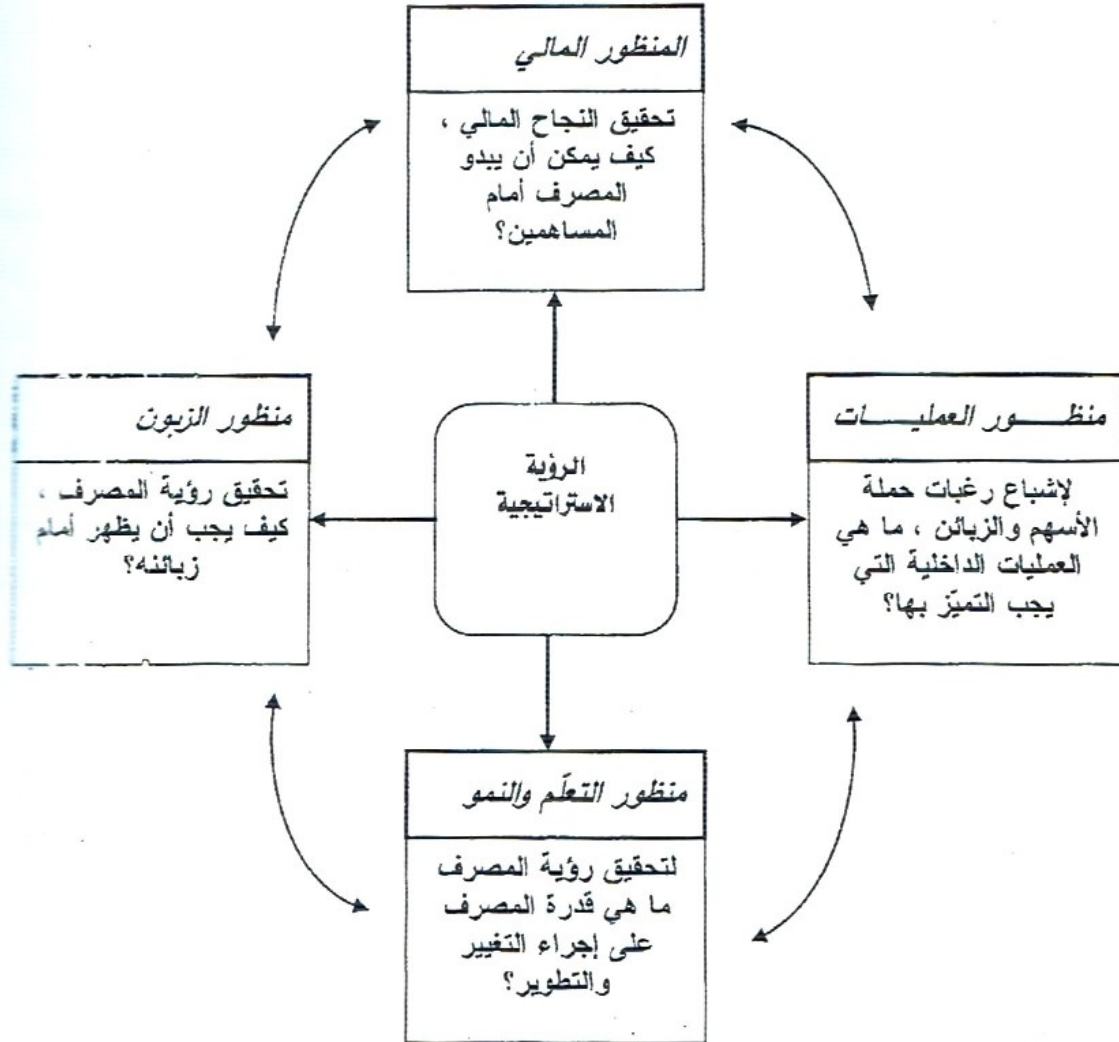 المنظور المالي
تحقيق النجاح المالي ،
كيف يمكن أن يبدو
المصرف أمام
المساهمين؟
منظـــور العمليـــات
لإشباع رغبات حملة
الأسهم والزبائن ، ما هي
العمليات الداخلية التي
يجب التميّز بها؟
الرؤية
الاستراتيجية
منظور الزبون
تحقيق رؤية المصرف ،
كيف يجب أن يظهر أمام
زبائنه؟
منظور التعلّم والنمو
لتحقيق رؤية المصرف
ما هي قدرة المصرف
على إجراء التغيير
والتطوير؟